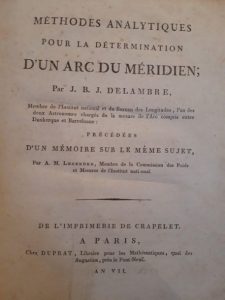 MÉTHODES ANALYTIQUES
POUR LA DÉTERMINATION
D'UN ARC DU MÉRIDIEN;
PAR J. B. J. DELAMBRE,
Membre de l'Institut national et du Bureau des Longitudes, l'un des
deux Astronomes chargés de la mesure de l'Arc compris entre
Dunkerque et Barcelonne:
PRÉCÉDÉES
D'UN MÉMOIRE SUR LE MÊME SUJET,
Par A. M. LEGENDRE, Membre de la Commission des Poids
et Mesures de l'Institut national.
DE L'IMPRIMERIE DE CRAPELET.
A PARIS,
Chez DUPRAT, Libraire pour les Mathématiques, quai des
Augustins, près le Pont-Neuf.
AN VII.